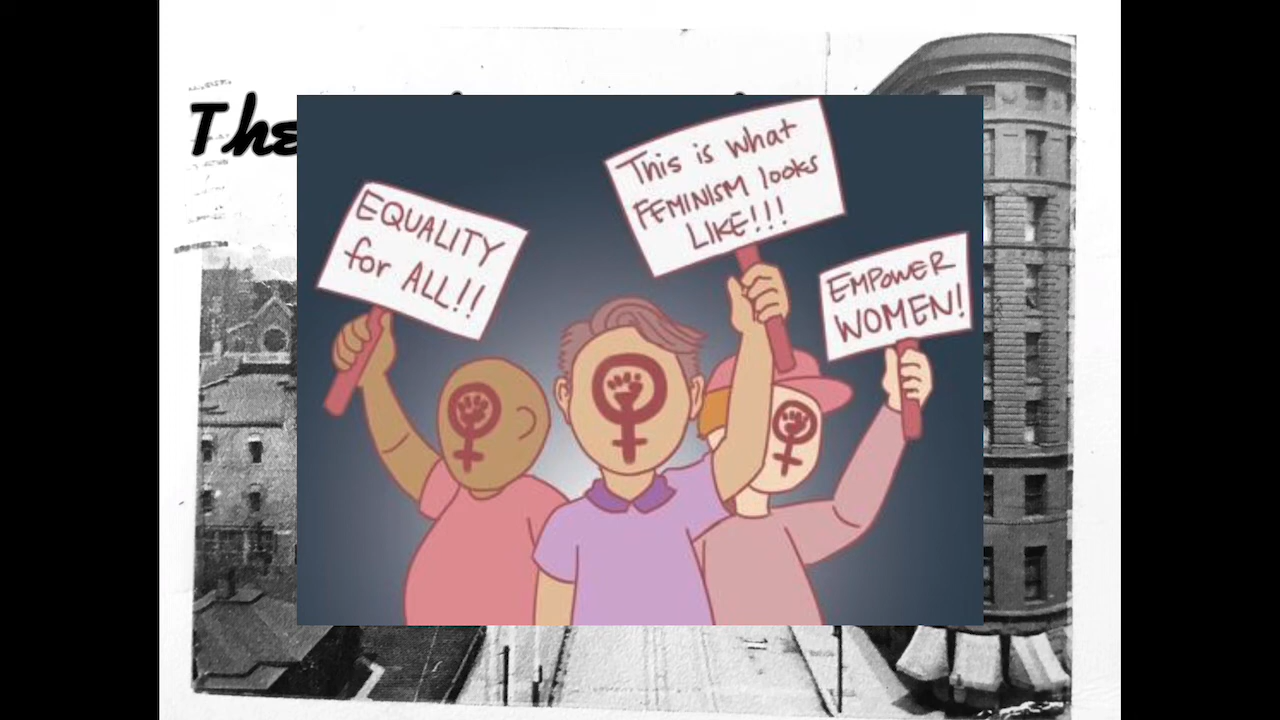 The
This is what
FEMINISM looks
LIKE!!!
EQUALITY
for ALL!!
EMPOWER
WOMEN!